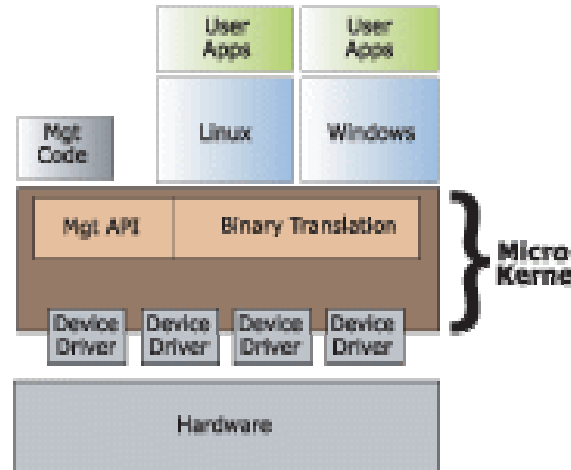 User
Apps
User
Apps
Mgt
Code
Linux
Windows
Mgt API
Binary Translation
Micro
Kerne
Device
Driver
Device
Driver
Device
Driver
Device
Driver
Hardware